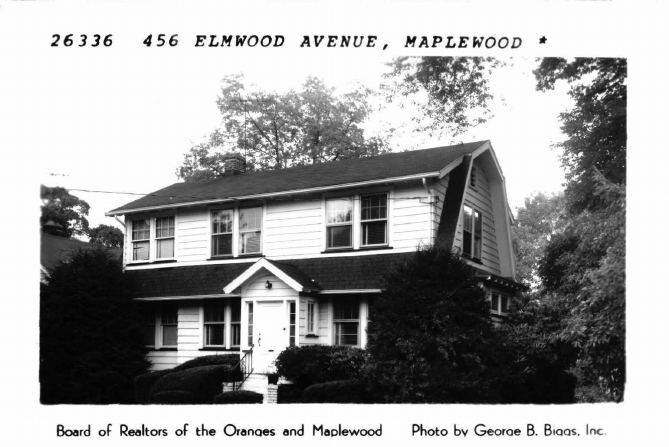 26336 456 ELMWOOD AVENUE, MAPLEWOOD *
Board of Realtors of the Oranges and Maplewood Photo by George B. Biggs, Inc.